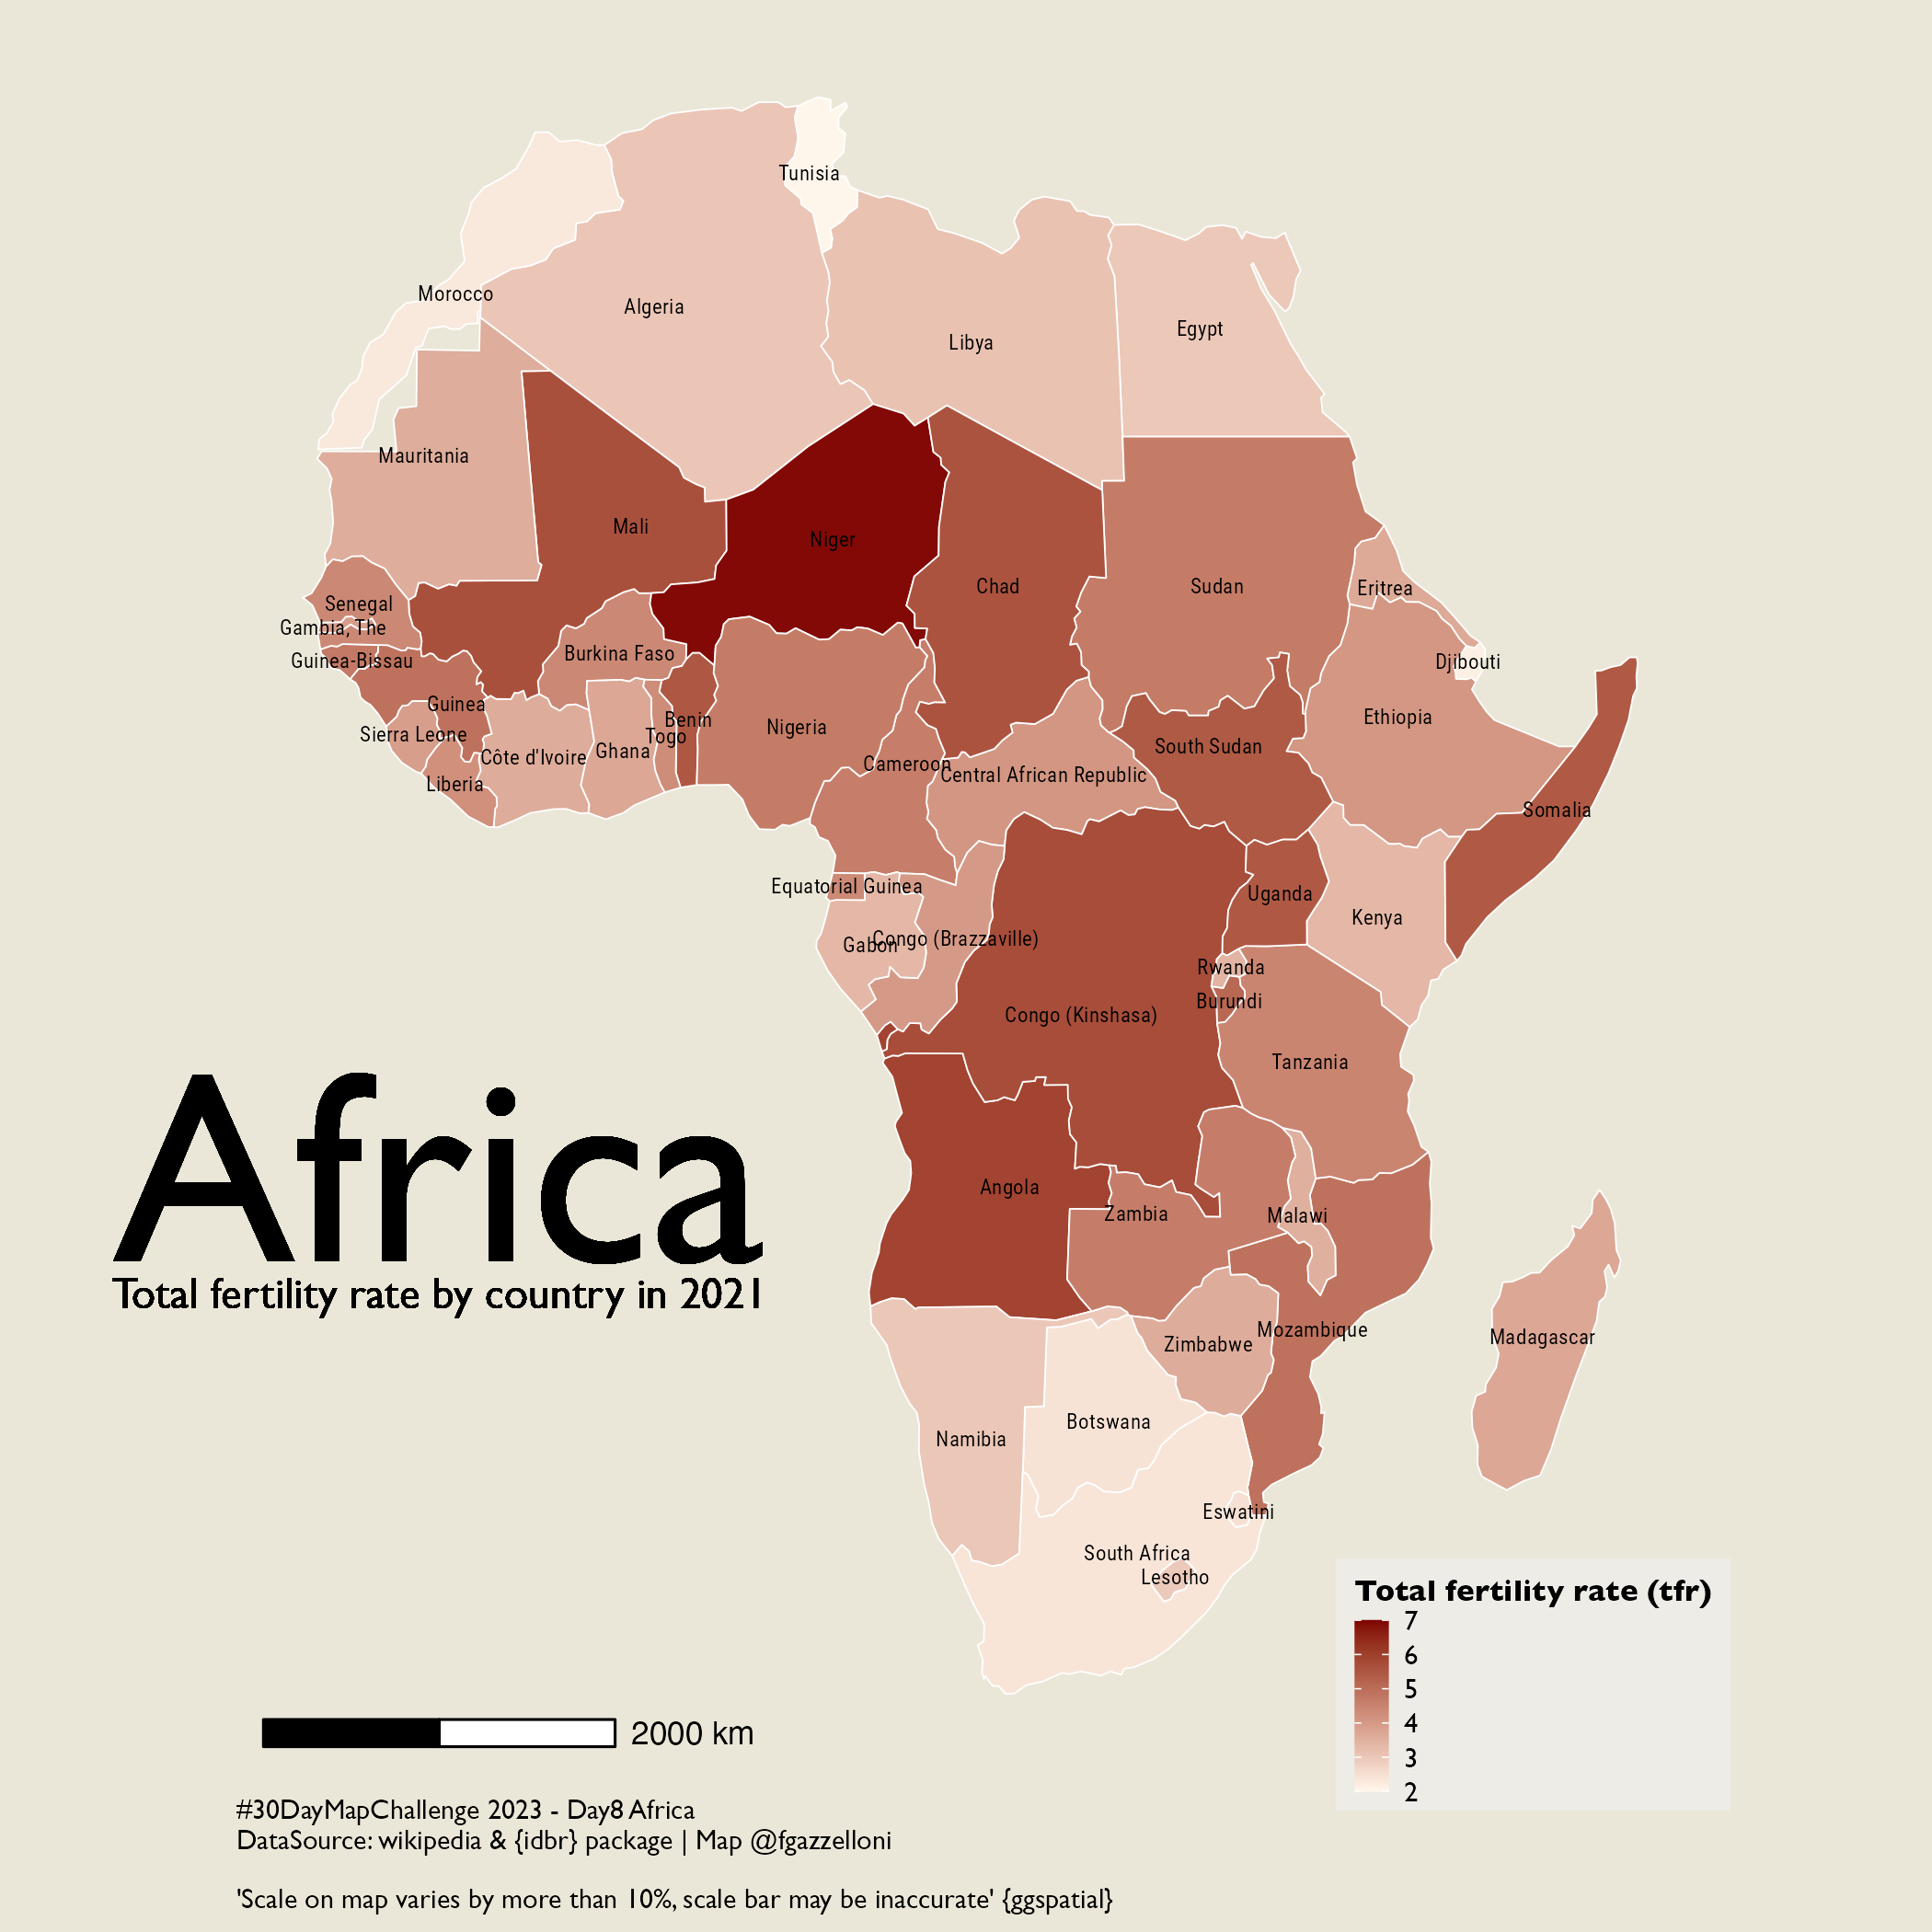 Tunisia
Morocco
Algeria
Egypt
Libya
Mauritania
Mali
Niger
Chad
Sudan
Eritrea
Senegal
Gambia, The
Guinea-Bissau
Burkina Faso
Djibouti
Guinea
Benin
Nigeria
Ethiopia
Sierra Leone
Togo
South Sudan
Côte d'Ivoire
Ghana
Cameroon
Central African Republic
Liberia
Somalia
Equatorial Guinea
Uganda
Kenya
Gabon
Congo (Brazzaville)
Rwanda
Burundi
Congo (Kinshasa)
Tanzania
Angola
Zambia
Malawi
Africa
Total fertility rate by country in 2021
Mozambique
Madagascar
Zimbabwe
Botswana
Namibia
Eswatini
South Africa
Lesotho
Total fertility rate (tfr)
7
6
5
4
3
2
2000 km
#30DayMapChallenge 2023 - Day8 Africa
DataSource: wikipedia & {idbr} package | Map @fgazzelloni
'Scale on map varies by more than 10%, scale bar may be inaccurate' {ggspatial}